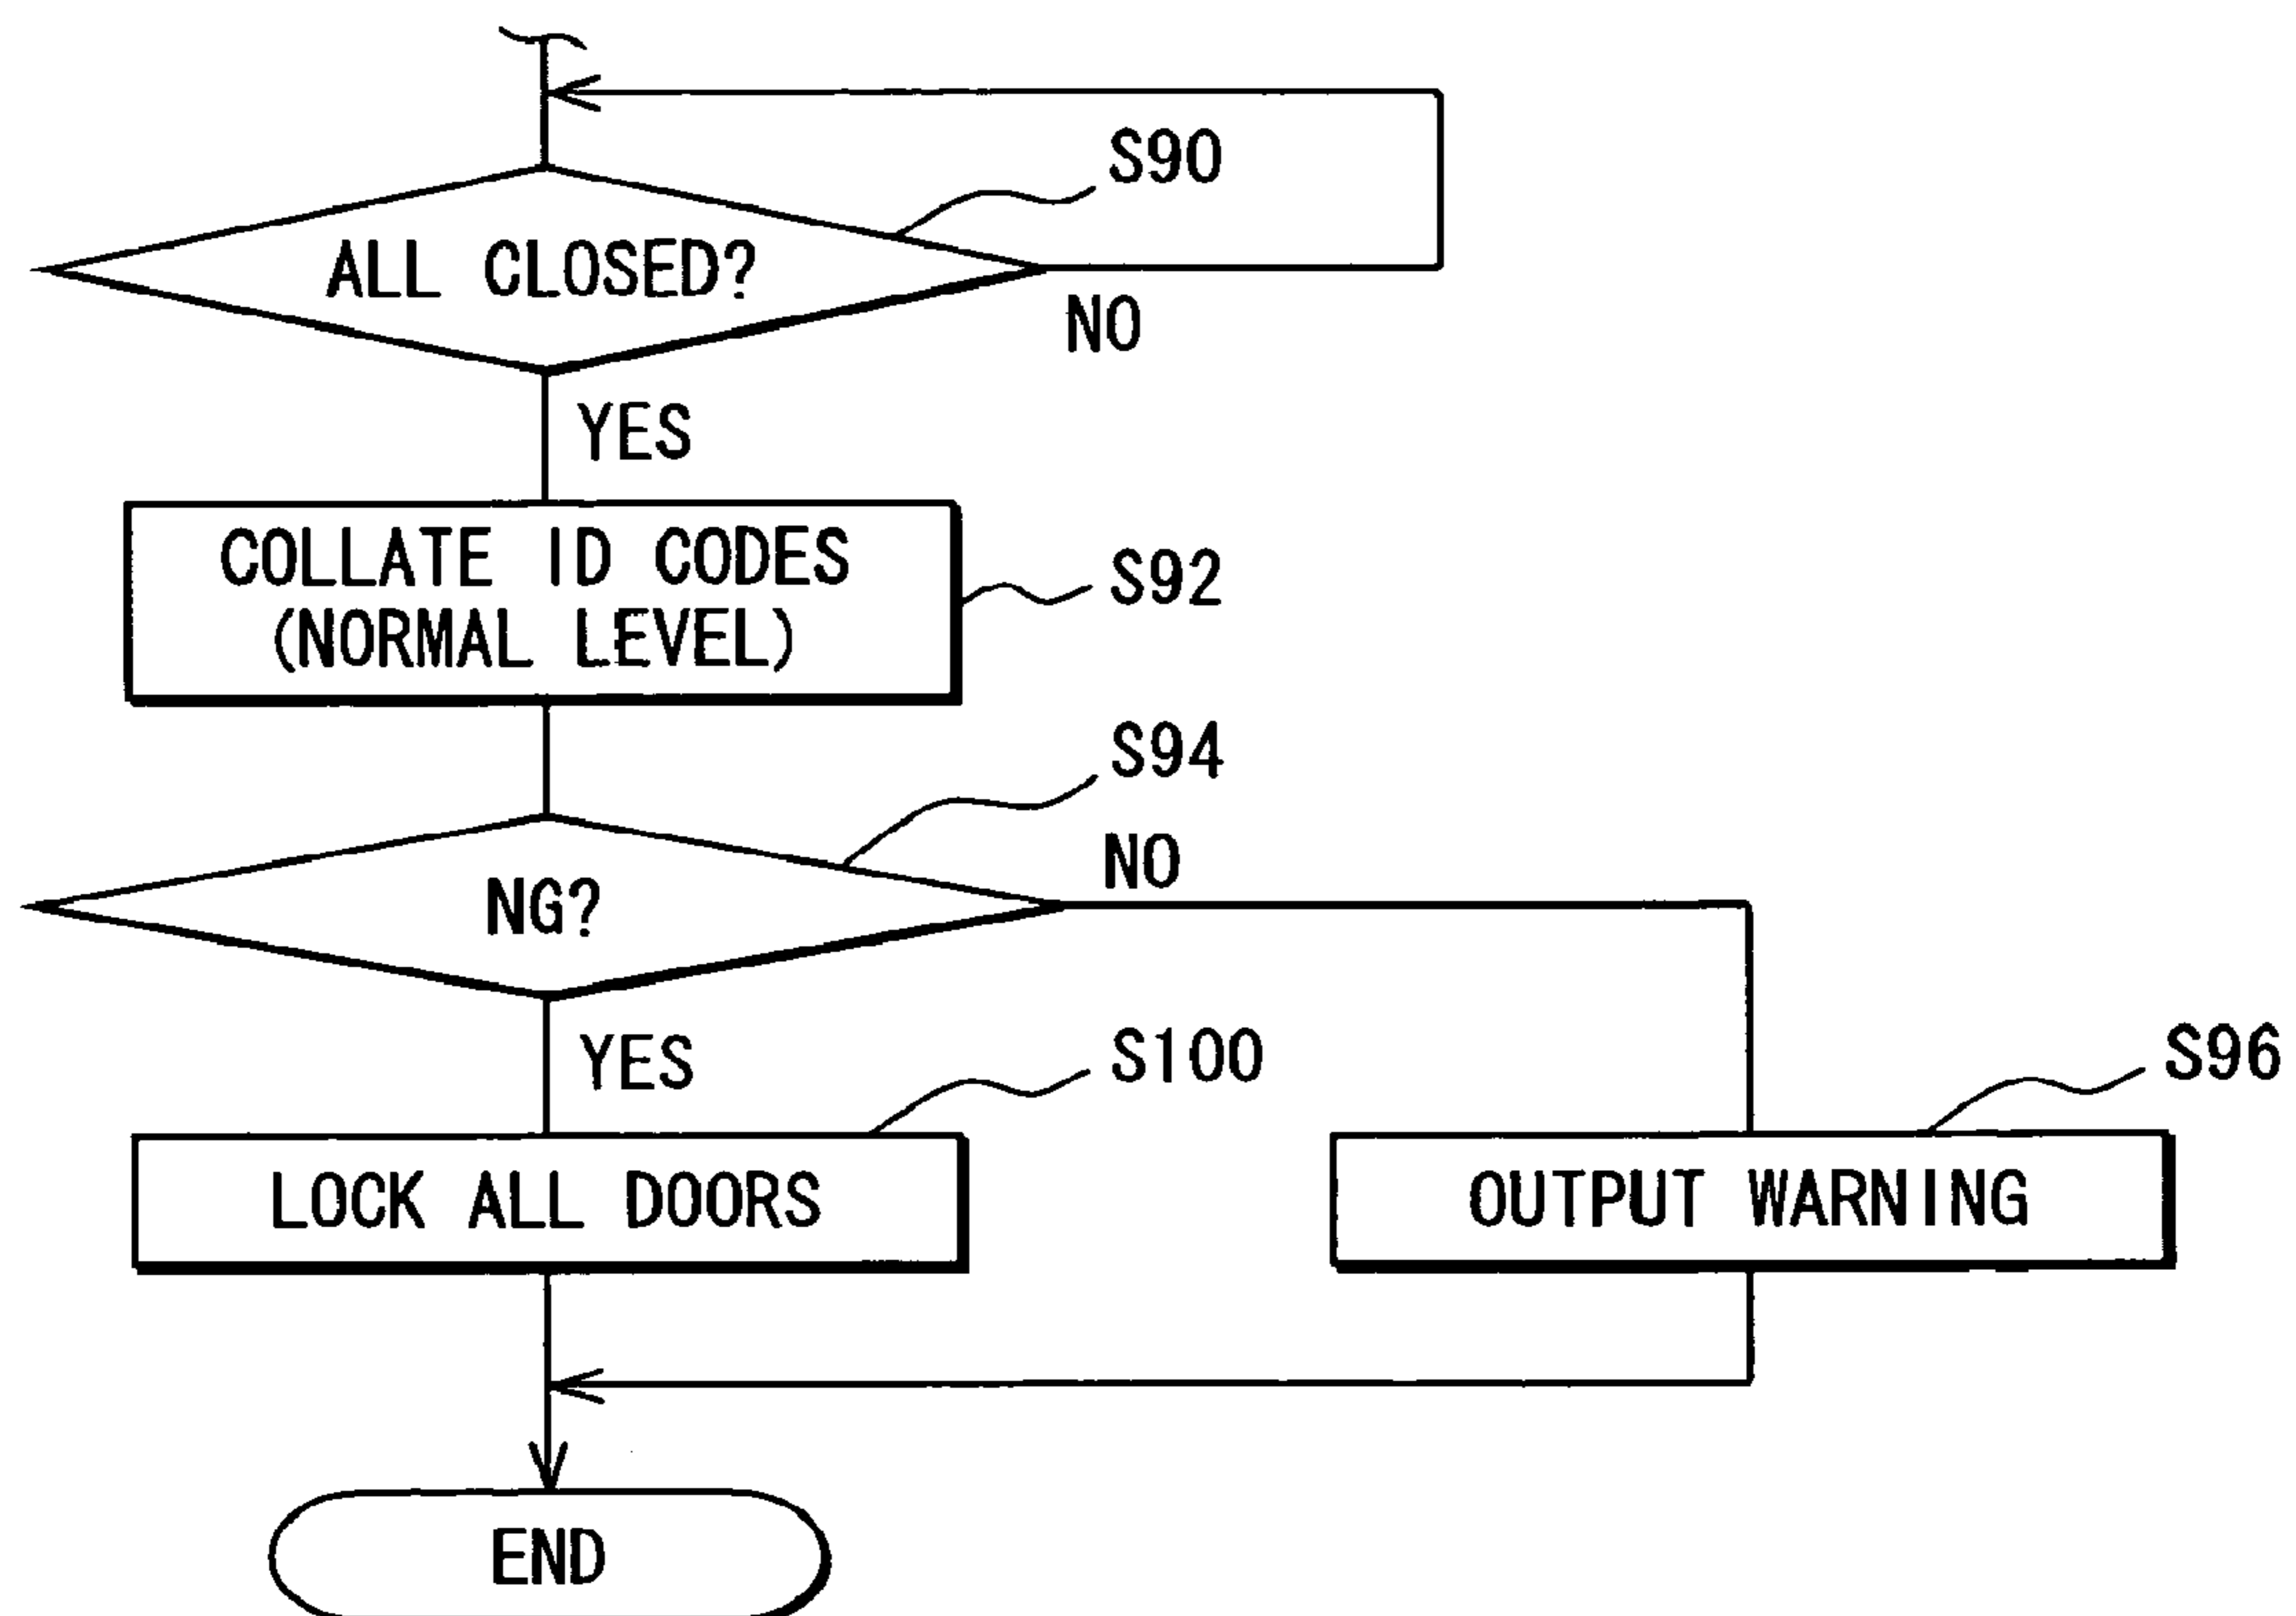 S90
ALL CLOSED?
NO
YES
COLLATE ID CODES
(NORMAL LEVEL)
S92
S94
NO
NG?
YES
S100
S96
LOCK ALL DOORS
OUTPUT WARNING
END